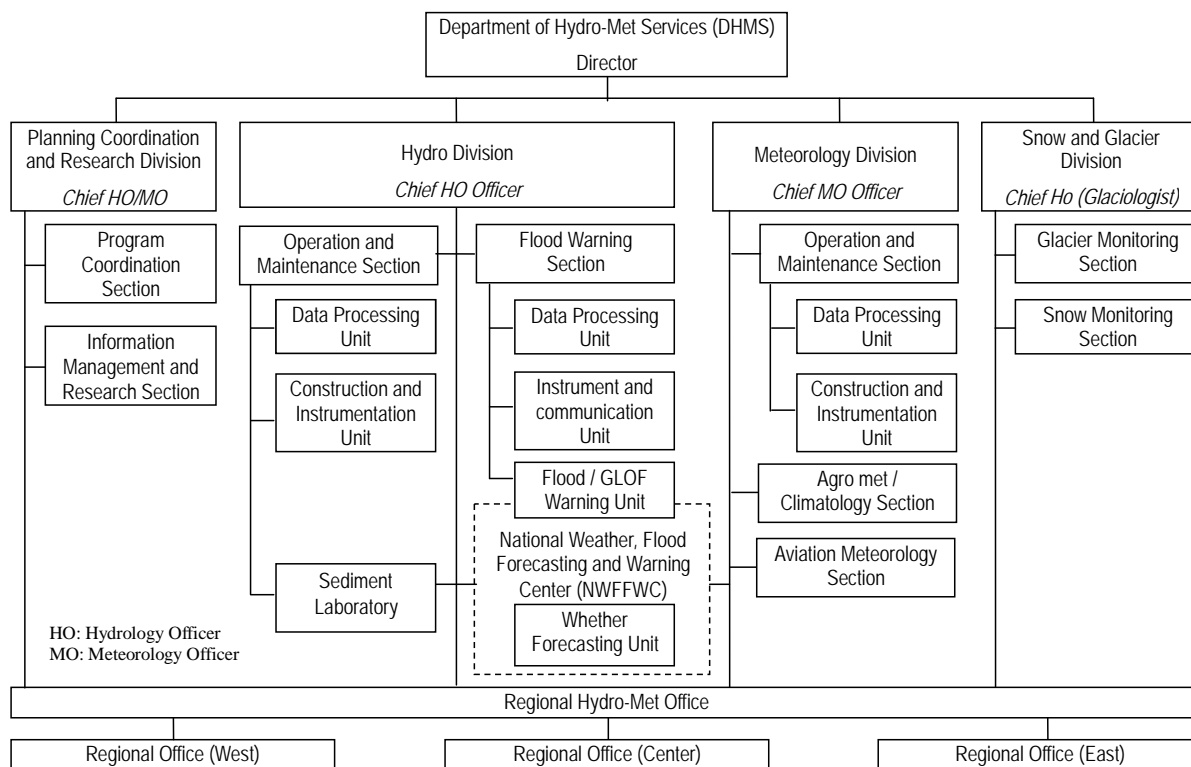 Department of Hydro-Met Services (DHMS)
Director
Planning Coordination
and Research Division
Chief HO/MO
Hydro Division
Chief HO Officer
Meteorology Division
Chief MO Officer
Snow and Glacier
Division
Chief Ho (Glaciologist)
Program
Coordination
Section
Information
Management and
Research Section
Operation and
Maintenance Section
Data Processing
Unit
Construction and
Instrumentation
Unit
Sediment
Laboratory
Flood Warning
Section
Data Processing
Unit
Instrument and
communication
Unit
Flood / GLOF
Warning Unit
National Weather, Flood
Forecasting and Warning
Center (NWFFWC)
Whether
Forecasting Unit
Operation and
Maintenance Section
Data Processing
Unit
Construction and
Instrumentation
Unit
Agro met /
Climatology Section
Aviation Meteorology
Section
Glacier Monitoring
Section
Snow Monitoring
Section
HO: Hydrology Officer
MO: Meteorology Officer
Regional Hydro-Met Office
Regional Office (West)
Regional Office (Center)
Regional Office (East)